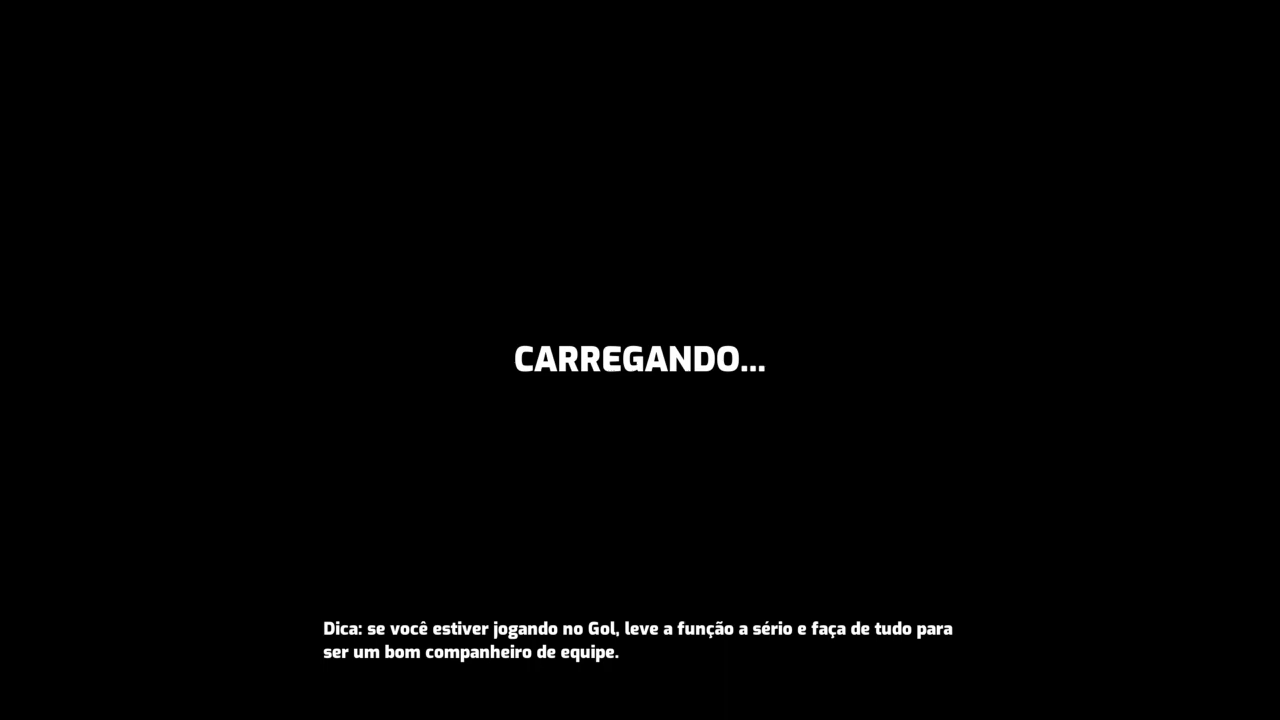 CARREGANDO...
Dica: se você estiver jogando no Gol, leve a função a sério e faça de tudo para
ser um bom companheiro de equipe.